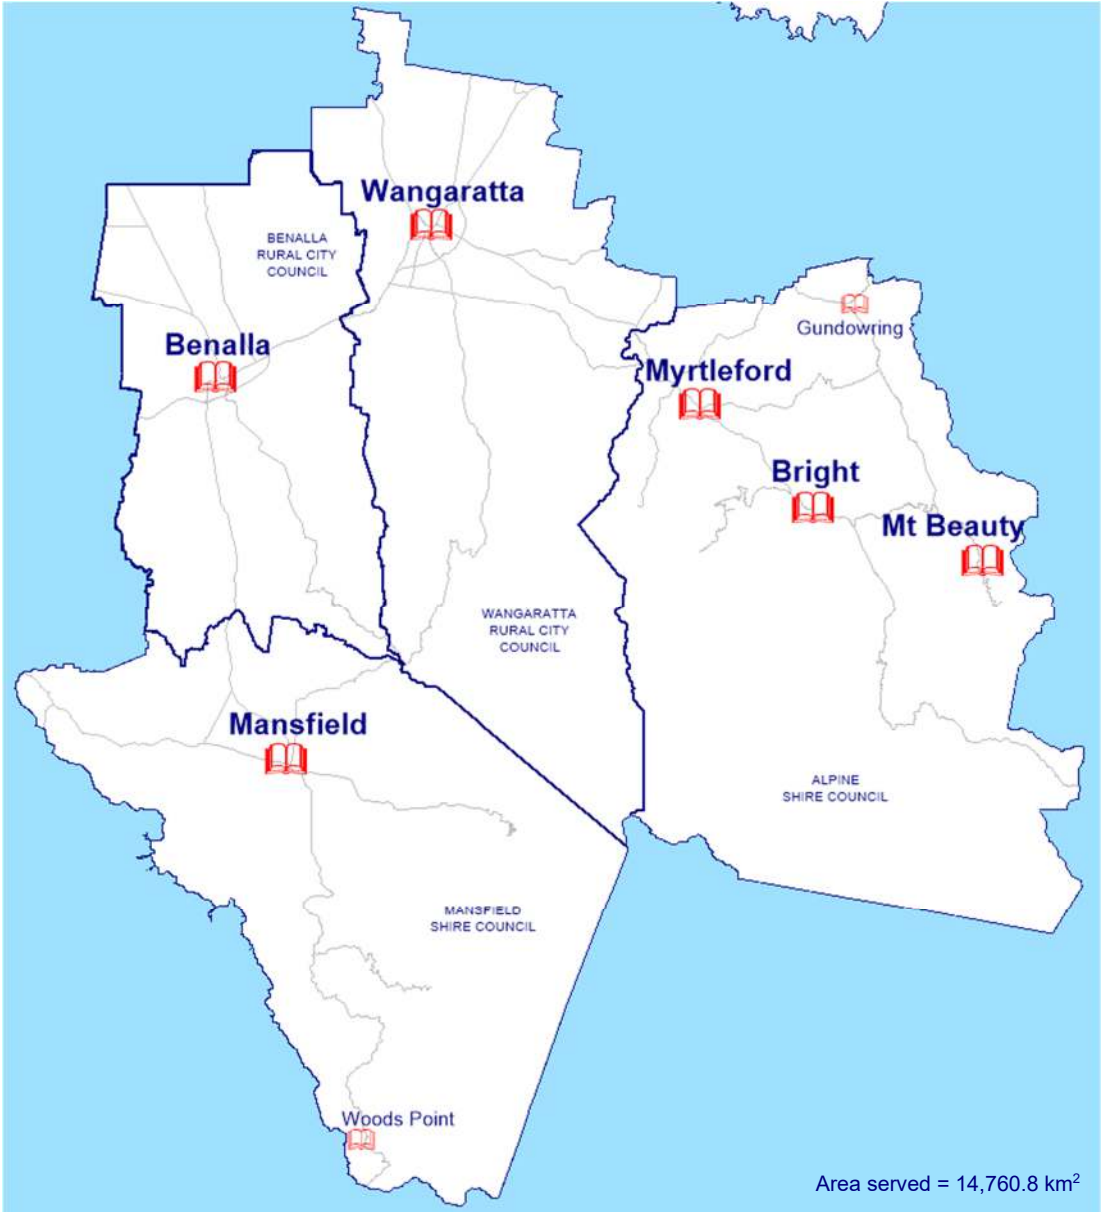 Wangaratta
BENALLA
RURAL CITY
COUNCIL
Gundowring
Benalla
Myrtleford
Bright
Mt Beauty
WANGARATTA
RURAL CITY
COUNCIL
Mansfield
ALPINE
SHIRE COUNCIL
MANSFIELD
SHIRE COUNCIL
Woods Point
Area served = 14,760.8 km²